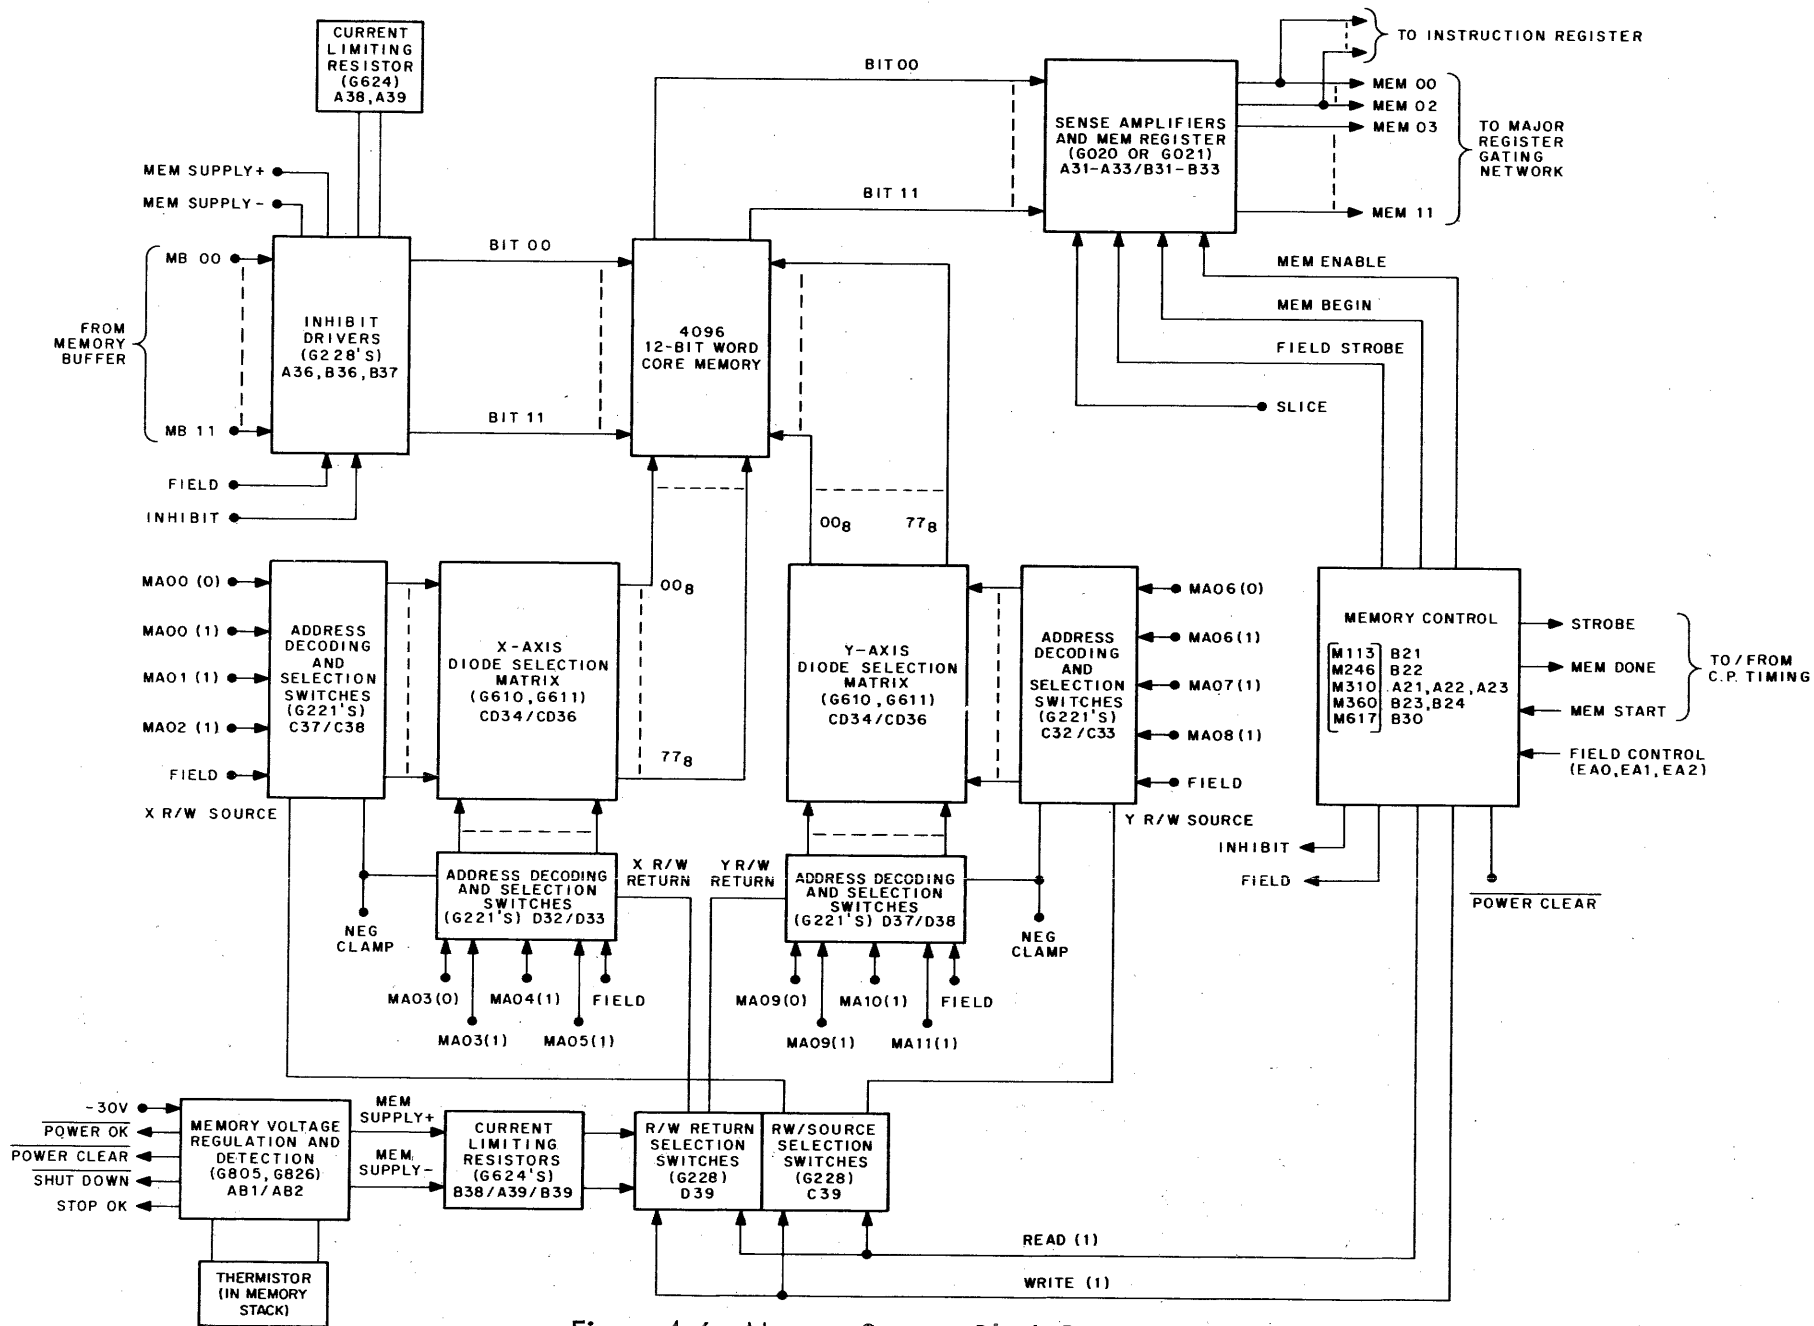 CURRENT
LIMITING
RESISTOR
(G624)
A38,A39
MEM SUPPLY+
MEM SUPPLY-
MB 00
FROM
MEMORY
BUFFER
MB 11
FIELD
INHIBIT
INHIBIT
DRIVERS
(G228'S)
A36,B36,B37
BIT 00
BIT 11
4096
12-BIT WORD
CORE MEMORY
BIT 00
BIT 11
SENSE AMPLIFIERS
AND MEM REGISTER
(G020 OR G021)
A31-A33/B31-B33
TO INSTRUCTION REGISTER
MEM 00
MEM 02
MEM 03
MEM 11
TO MAJOR
REGISTER
GATING
NETWORK
MEM ENABLE
MEM BEGIN
FIELD STROBE
SLICE
MA00 (0)
MA00 (1)
MA01 (1)
MA02 (1)
FIELD
X R/W SOURCE
ADDRESS
DECODING
AND
SELECTION
SWITCHES
(G221'S)
C37/C38
X-AXIS
DIODE SELECTION
MATRIX
(G610,G611)
CD34/CD36
00₈
77₈
00₈ 77₈
Y-AXIS
DIODE SELECTION
MATRIX
(G610,G611)
CD34/CD36
ADDRESS
DECODING
AND
SELECTION
SWITCHES
(G221'S)
C32/C33
MA06(0)
MA06(1)
MA07(1)
MA08(1)
FIELD
Y R/W SOURCE
MEMORY CONTROL
M113 B21
M246 B22
M310 A21,A22,A23
M360 B23,B24
M617 B30
STROBE
MEM DONE
MEM START
TO/FROM
C.P. TIMING
FIELD CONTROL
(EA0,EA1,EA2)
INHIBIT
FIELD
POWER CLEAR
NEG
CLAMP
ADDRESS DECODING
AND SELECTION
SWITCHES
(G221'S) D32/D33
X R/W
RETURN
Y R/W
RETURN
ADDRESS DECODING
AND SELECTION
SWITCHES
(G221'S) D37/D38
NEG
CLAMP
MA03(0) MA04(1) FIELD
MA03(1) MA05(1)
MA09(0) MA10(1) FIELD
MA09(1) MA11(1)
-30V
POWER OK
POWER CLEAR
SHUT DOWN
STOP OK
MEMORY VOLTAGE
REGULATION AND
DETECTION
(G805, G826)
AB1/AB2
THERMISTOR
(IN MEMORY
STACK)
MEM
SUPPLY+
MEM
SUPPLY-
CURRENT
LIMITING
RESISTORS
(G624'S)
B38/A39/B39
R/W RETURN
SELECTION
SWITCHES
(G228)
D39
RW/SOURCE
SELECTION
SWITCHES
(G228)
C39
READ (1)
WRITE (1)